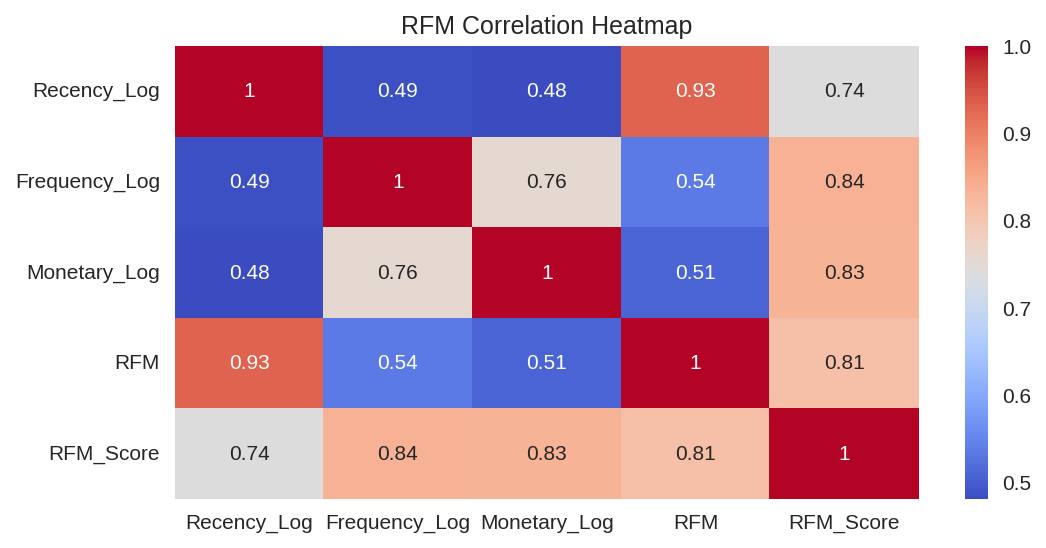 RFM Correlation Heatmap
Recency_Log 1 0.49 0.48 0.93 0.74
Frequency_Log 0.49 1 0.76 0.54 0.84
Monetary_Log 0.48 0.76 1 0.51 0.83
RFM 0.93 0.54 0.51 1 0.81
RFM_Score 0.74 0.84 0.83 0.81 1
Recency_Log Frequency_Log Monetary_Log RFM RFM_Score
1.0
0.9
0.8
0.7
0.6
0.5